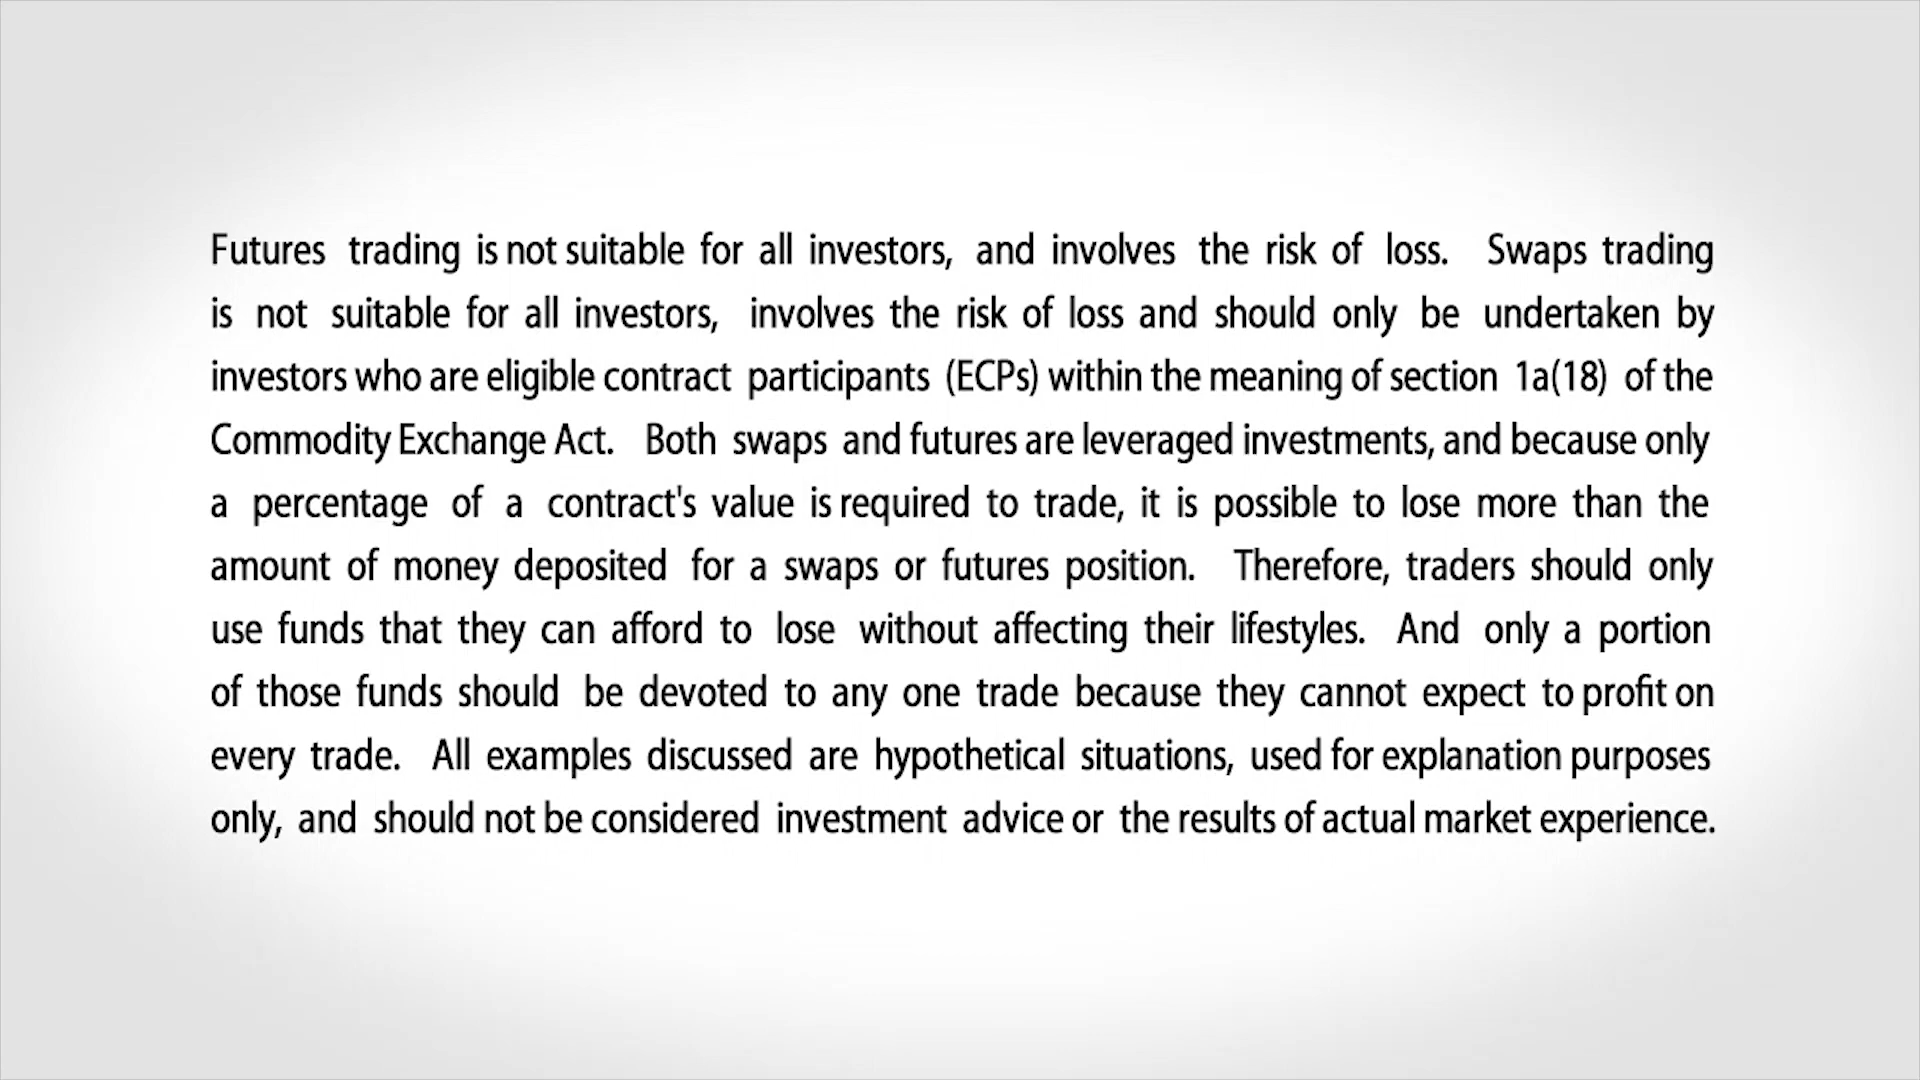 Futures trading is not suitable for all investors, and involves the risk of loss. Swaps trading
is not suitable for all investors, involves the risk of loss and should only be undertaken by
investors who are eligible contract participants (ECPs) within the meaning of section 1a(18) of the
Commodity Exchange Act. Both swaps and futures are leveraged investments, and because only
a percentage of a contract's value is required to trade, it is possible to lose more than the
amount of money deposited for a swaps or futures position. Therefore, traders should only
use funds that they can afford to lose without affecting their lifestyles. And only a portion
of those funds should be devoted to any one trade because they cannot expect to profit on
every trade. All examples discussed are hypothetical situations, used for explanation purposes
only, and should not be considered investment advice or the results of actual market experience.